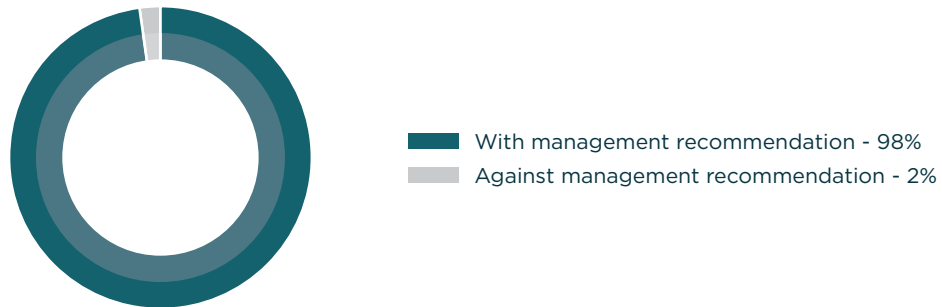 With management recommendation - 98%
Against management recommendation - 2%